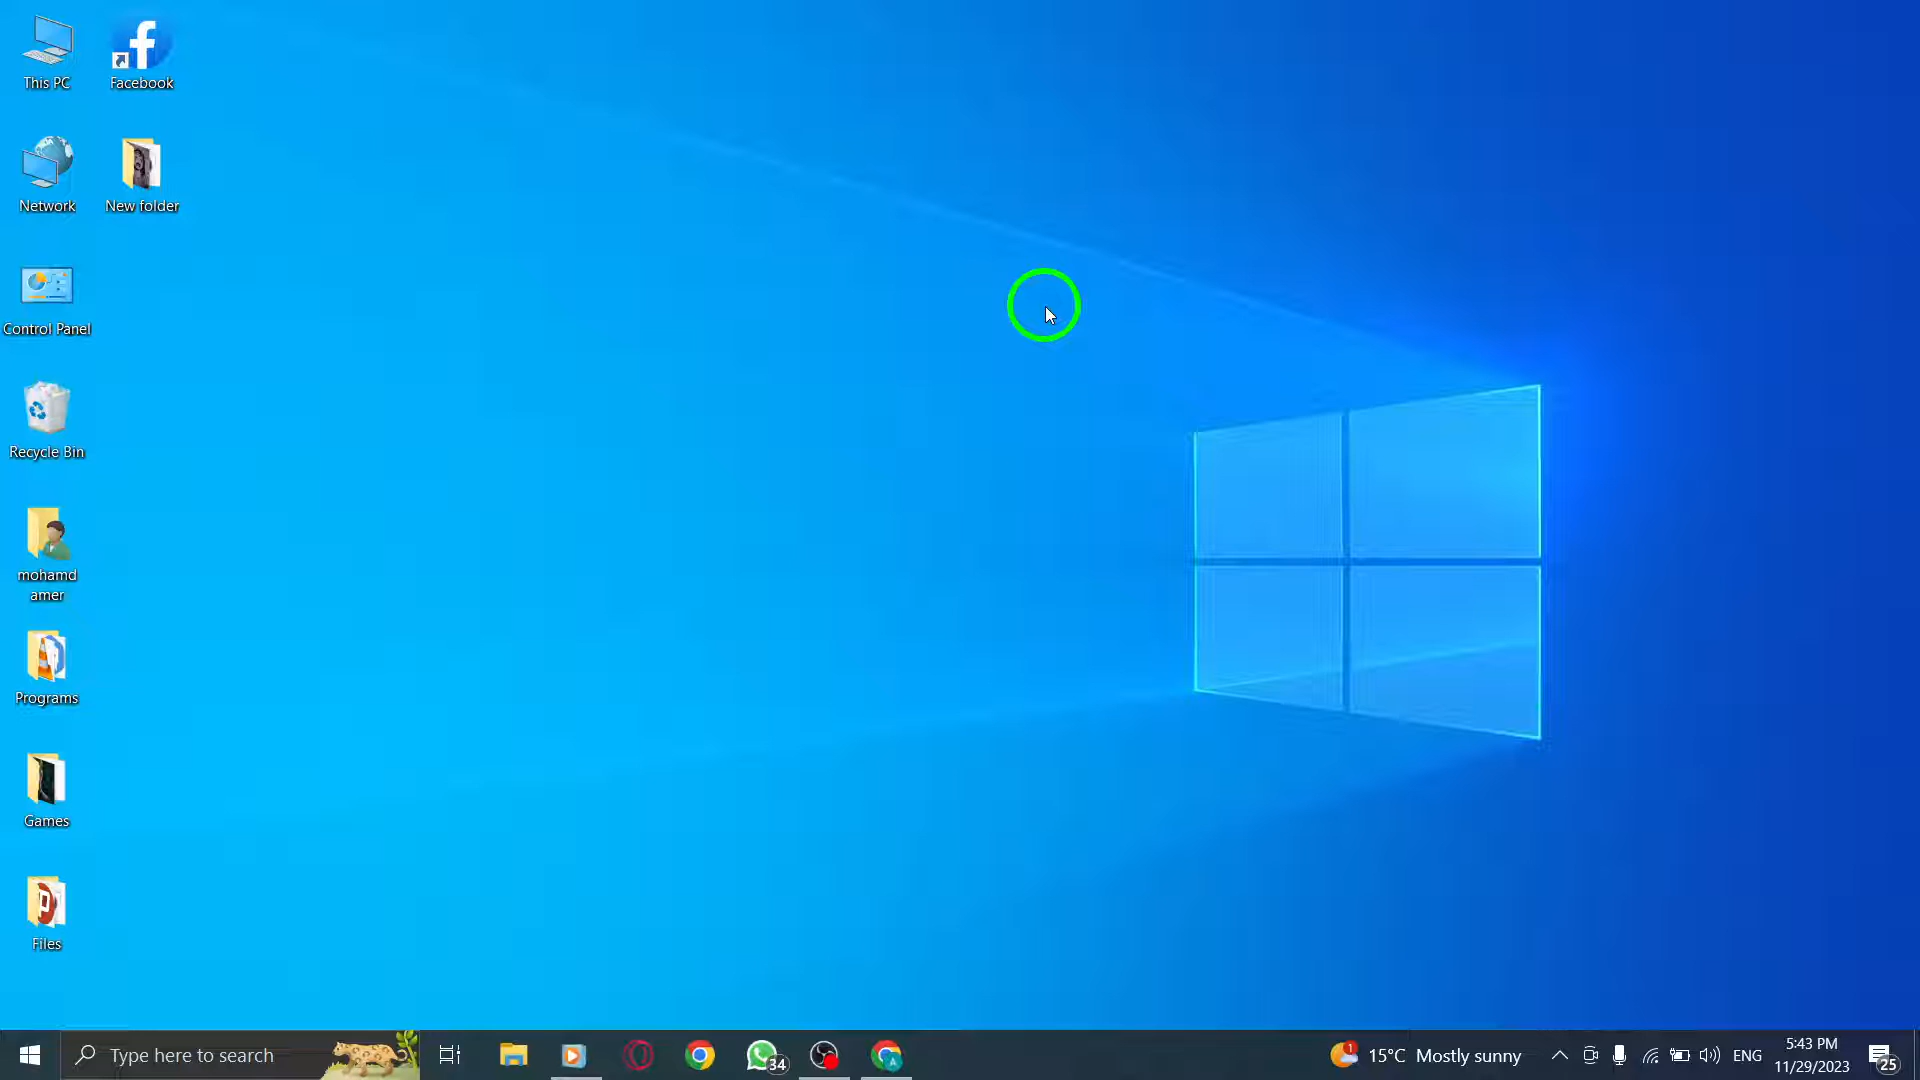 This PC
Facebook
Network
New folder
Control Panel
Recycle Bin
mohamd
amer
Programs
Games
Files
Type here to search
34
1
15°C Mostly sunny
ENG
5:43 PM
11/29/2023
25